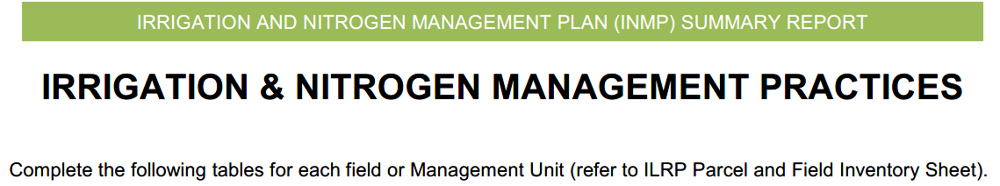 IRRIGATION AND NITROGEN MANAGEMENT PLAN (INMP) SUMMARY REPORT
IRRIGATION & NITROGEN MANAGEMENT PRACTICES
Complete the following tables for each field or Management Unit (refer to ILRP Parcel and Field Inventory Sheet).